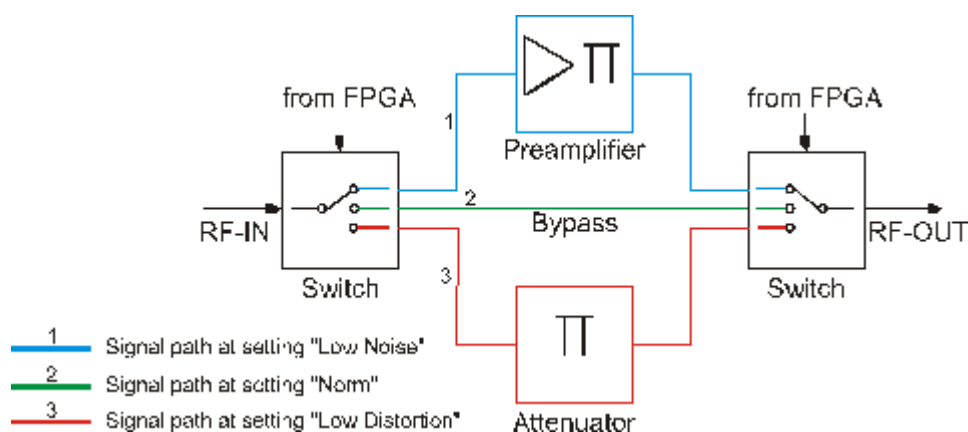 from FPGA
from FPGA
1
Preamplifier
2
RF-IN
Bypass
RF-OUT
Switch
3
Switch
1
Signal path at setting "Low Noise"
2
Signal path at setting "Norm"
3
Signal path at setting "Low Distortion"
Attenuator